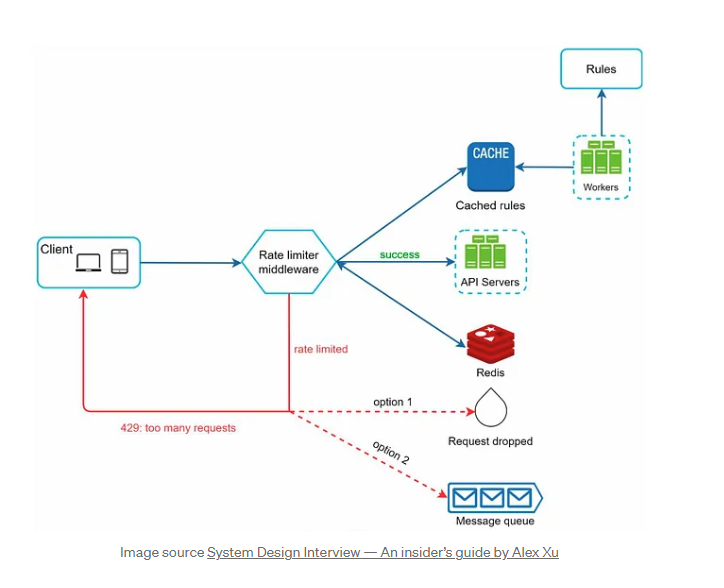 Rules
CACHE
Workers
Cached rules
Client
Rate limiter
middleware
success
API Servers
rate limited
Redis
option 1
429: too many requests
Request dropped
option 2
Message queue
Image source System Design Interview — An insider's guide by Alex Xu